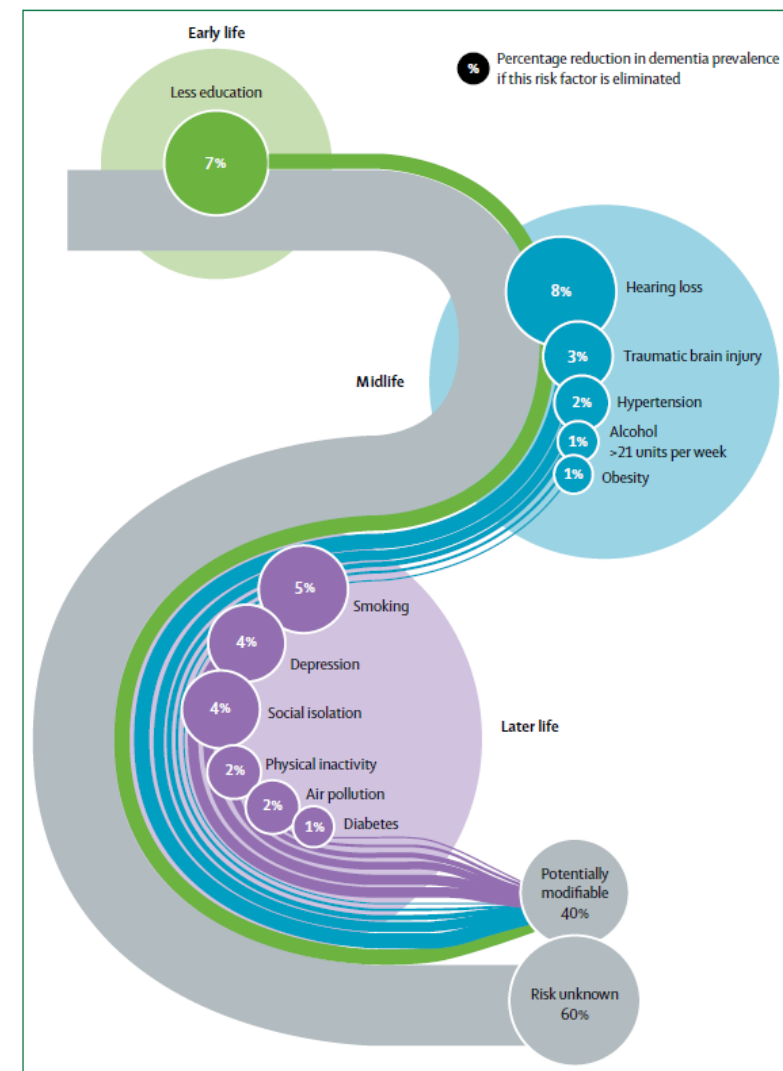 Early life
% Percentage reduction in dementia prevalence
if this risk factor is eliminated
Less education
7%
8% Hearing loss
3% Traumatic brain injury
Midlife
2% Hypertension
1% Alcohol
>21 units per week
1% Obesity
5% Smoking
4% Depression
4% Social isolation
Later life
2% Physical inactivity
2% Air pollution
1% Diabetes
Potentially
modifiable
40%
Risk unknown
60%